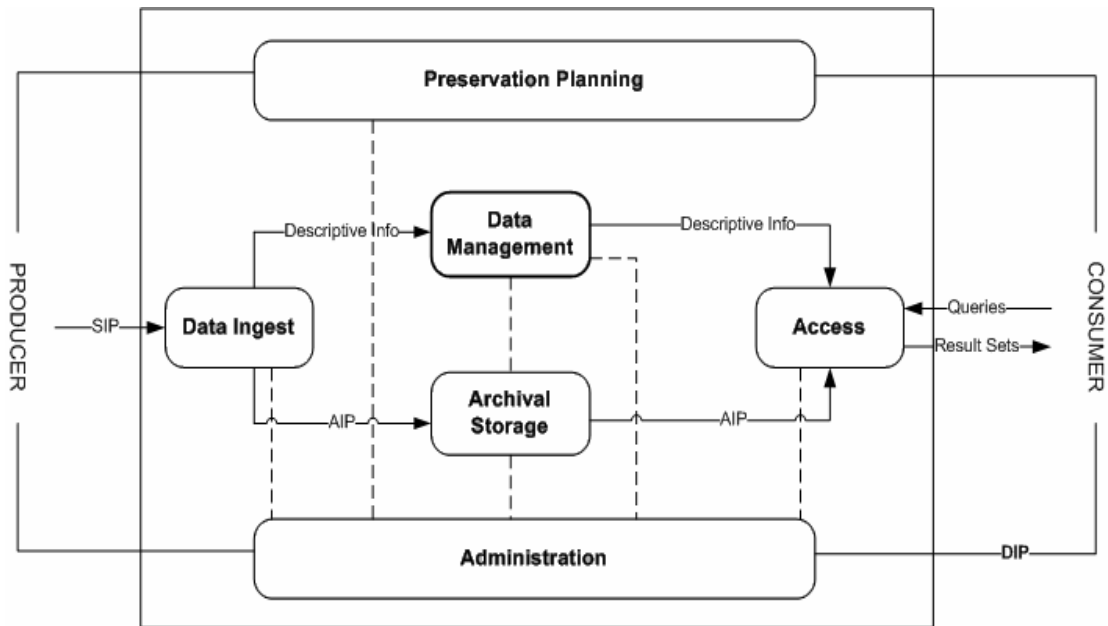 Preservation Planning
Descriptive Info
Data
Management
Descriptive Info
PRODUCER
SIP
Data Ingest
Access
Queries
Result Sets
CONSUMER
AIP
Archival
Storage
AIP
Administration
DIP